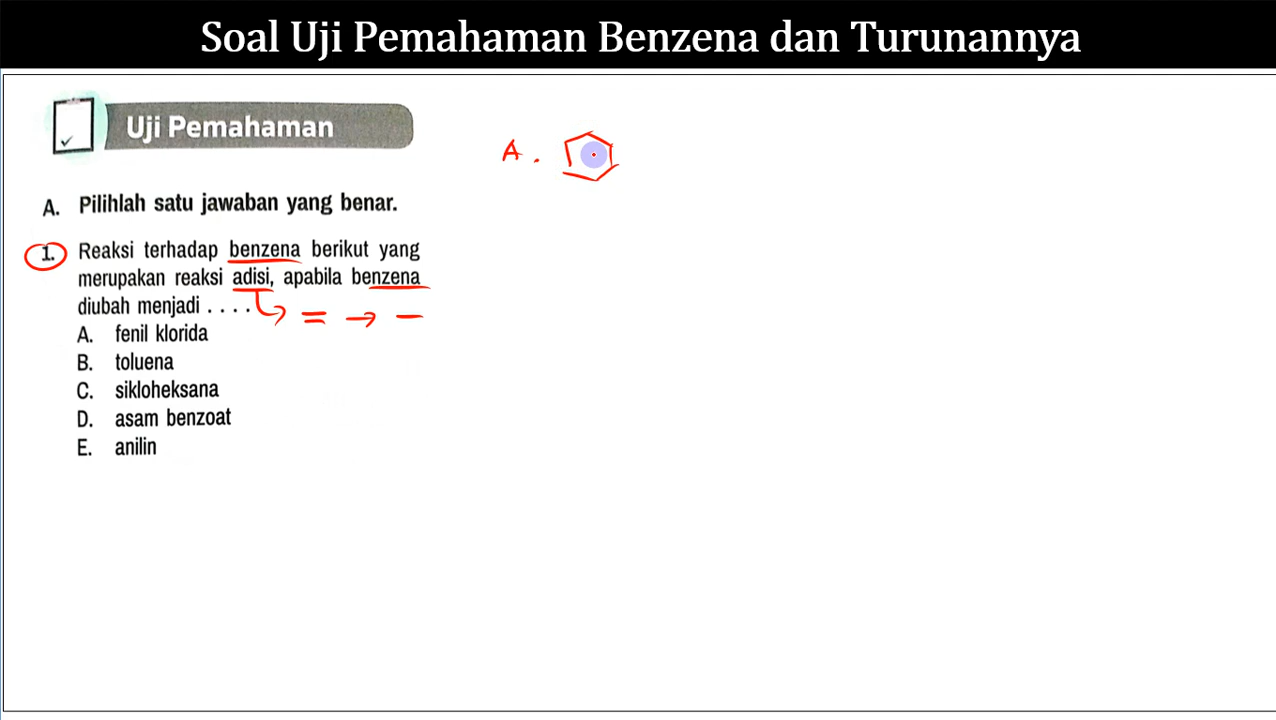 Soal Uji Pemahaman Benzena dan Turunannya
Uji Pemahaman
A. Pilihlah satu jawaban yang benar.
1. Reaksi terhadap benzena berikut yang
merupakan reaksi adisi, apabila benzena
diubah menjadi . . . .
= → −
A. fenil klorida
B. toluena
C. sikloheksana
D. asam benzoat
E. anilin
A.